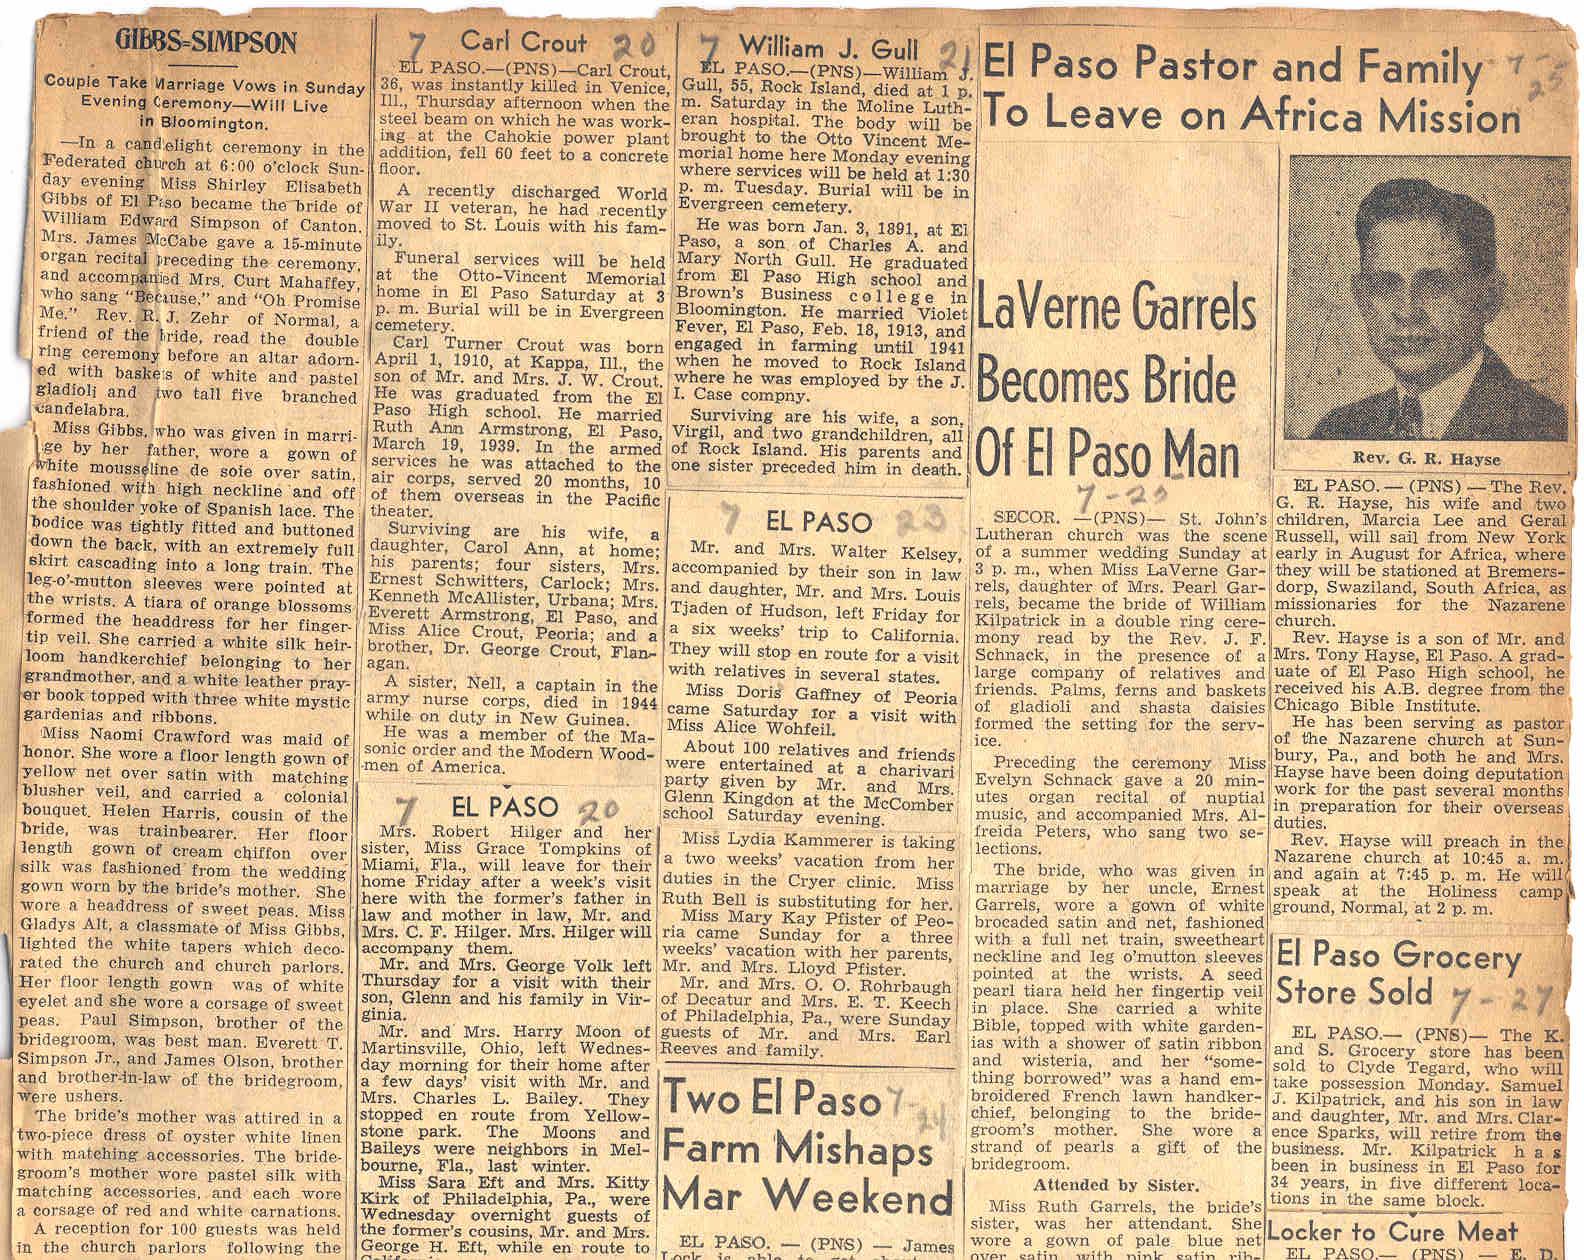 GIBBS=SIMPSON
Couple Take Marriage Vows in Sunday
Evening Ceremony—Will Live
in Bloomington.
—In a candlelight ceremony in the
Federated church at 6:00 o'clock Sun-
day evening Miss Shirley Elisabeth
Gibbs of El Paso became the bride of
William Edward Simpson of Canton.
Mrs. James McCabe gave a 15-minute
organ recital preceding the ceremony,
and accompanied Mrs. Curt Mahaffey,
who sang "Because," and "Oh Promise
Me." Rev. R. J. Zehr of Normal, a
friend of the bride, read the double
ring ceremony before an altar adorn-
ed with baskets of white and pastel
gladioli and two tall five branched
candelabra.
Miss Gibbs, who was given in marri-
ge by her father, wore a gown of
white mousseline de soie over satin,
fashioned with high neckline and off
the shoulder yoke of Spanish lace. The
bodice was tightly fitted and buttoned
down the back, with an extremely full
skirt cascading into a long train. The
leg-o'-mutton sleeves were pointed at
the wrists. A tiara of orange blossoms
formed the headdress for her finger-
tip veil. She carried a white silk heir-
loom handkerchief belonging to her
grandmother, and a white leather pray-
er book topped with three white mystic
gardenias and ribbons.
Miss Naomi Crawford was maid of
honor. She wore a floor length gown of
yellow net over satin with matching
blusher veil, and carried a colonial
bouquet. Helen Harris, cousin of the
bride, was trainbearer. Her floor
length gown of cream chiffon over
silk was fashioned from the wedding
gown worn by the bride's mother. She
wore a headdress of sweet peas. Miss
Gladys Alt, a classmate of Miss Gibbs,
lighted the white tapers which deco-
rated the church and church parlors.
Her floor length gown was of white
eyelet and she wore a corsage of sweet
peas. Paul Simpson, brother of the
bridegroom, was best man. Everett T.
Simpson Jr., and James Olson, brother
and brother-in-law of the bridegroom,
were ushers.
The bride's mother was attired in a
two-piece dress of oyster white linen
with matching accessories. The bride-
groom's mother wore pastel silk with
matching accessories, and each wore
a corsage of red and white carnations.
A reception for 100 guests was held
in the church parlors following the
7 Carl Crout 20
EL PASO.—(PNS)—Carl Crout,
36, was instantly killed in Venice,
Ill., Thursday afternoon when the
steel beam on which he was work-
ing at the Cahokie power plant
addition, fell 60 feet to a concrete
floor.
A recently discharged World
War II veteran, he had recently
moved to St. Louis with his fam-
ily.
Funeral services will be held
at the Otto-Vincent Memorial
home in El Paso Saturday at 3
p. m. Burial will be in Evergreen
cemetery.
Carl Turner Crout was born
April 1, 1910, at Kappa, Ill., the
son of Mr. and Mrs. J. W. Crout.
He was graduated from the El
Paso High school. He married
Ruth Ann Armstrong, El Paso,
March 19, 1939. In the armed
services he was attached to the
air corps, served 20 months, 10
of them overseas in the Pacific
theater.
Surviving are his wife, a
daughter, Carol Ann, at home;
his parents; four sisters, Mrs.
Ernest Schwitters, Carlock; Mrs.
Kenneth McAllister, Urbana; Mrs.
Everett Armstrong, El Paso, and
Miss Alice Crout, Peoria; and a
brother, Dr. George Crout, Flan-
agan.
A sister, Nell, a captain in the
army nurse corps, died in 1944
while on duty in New Guinea.
He was a member of the Ma-
sonic order and the Modern Wood-
men of America.
7 EL PASO 20
Mrs. Robert Hilger and her
sister, Miss Grace Tompkins of
Miami, Fla., will leave for their
home Friday after a week's visit
here with the former's father in
law and mother in law, Mr. and
Mrs. C. F. Hilger. Mrs. Hilger will
accompany them.
Mr. and Mrs. George Volk left
Thursday for a visit with their
son, Glenn and his family in Vir-
ginia.
Mr. and Mrs. Harry Moon of
Martinsville, Ohio, left Wednes-
day morning for their home after
a few days' visit with Mr. and
Mrs. Charles L. Bailey. They
stopped en route from Yellow-
stone park. The Moons and
Baileys were neighbors in Mel-
bourne, Fla., last winter.
Miss Sara Eft and Mrs. Kitty
Kirk of Philadelphia, Pa., were
Wednesday overnight guests of
the former's cousins, Mr. and Mrs.
George H. Eft, while en route to
7 William J. Gull 21
EL PASO.—(PNS)—William J.
Gull, 55, Rock Island, died at 1 p.
m. Saturday in the Moline Luth-
eran hospital. The body will be
brought to the Otto Vincent Me-
morial home here Monday evening
where services will be held at 1:30
p. m. Tuesday. Burial will be in
Evergreen cemetery.
He was born Jan. 3, 1891, at El
Paso, a son of Charles A. and
Mary North Gull. He graduated
from El Paso High school and
Brown's Business college in
Bloomington. He married Violet
Fever, El Paso, Feb. 18, 1913, and
engaged in farming until 1941
when he moved to Rock Island
where he was employed by the J.
I. Case compny.
Surviving are his wife, a son,
Virgil, and two grandchildren, all
of Rock Island. His parents and
one sister preceded him in death.
7 EL PASO 23
Mr. and Mrs. Walter Kelsey,
accompanied by their son in law
and daughter, Mr. and Mrs. Louis
Tjaden of Hudson, left Friday for
a six weeks' trip to California.
They will stop en route for a visit
with relatives in several states.
Miss Doris Gaffney of Peoria
came Saturday for a visit with
Miss Alice Wohfeil.
About 100 relatives and friends
were entertained at a charivari
party given by Mr. and Mrs.
Glenn Kingdon at the McComber
school Saturday evening.
Miss Lydia Kammerer is taking
a two weeks' vacation from her
duties in the Cryer clinic. Miss
Ruth Bell is substituting for her.
Miss Mary Kay Pfister of Peo-
ria came Sunday for a three
weeks' vacation with her parents,
Mr. and Mrs. Lloyd Pfister.
Mr. and Mrs. O. O. Rohrbaugh
of Decatur and Mrs. E. T. Keech
of Philadelphia, Pa., were Sunday
guests of Mr. and Mrs. Earl
Reeves and family.
Two El Paso 7-24
Farm Mishaps
Mar Weekend
EL PASO. — (PNS) — James
El Paso Pastor and Family 7-25
To Leave on Africa Mission
LaVerne Garrels
Becomes Bride
Of El Paso Man
7-25
SECOR. —(PNS)— St. John's
Lutheran church was the scene
of a summer wedding Sunday at
3 p. m., when Miss LaVerne Gar-
rels, daughter of Mrs. Pearl Gar-
rels, became the bride of William
Kilpatrick in a double ring cere-
mony read by the Rev. J. F.
Schnack, in the presence of a
large company of relatives and
friends. Palms, ferns and baskets
of gladioli and shasta daisies
formed the setting for the serv-
ice.
Preceding the ceremony Miss
Evelyn Schnack gave a 20 min-
utes organ recital of nuptial
music, and accompanied Mrs. Al-
freida Peters, who sang two se-
lections.
The bride, who was given in
marriage by her uncle, Ernest
Garrels, wore a gown of white
brocaded satin and net, fashioned
with a full net train, sweetheart
neckline and leg o'mutton sleeves
pointed at the wrists. A seed
pearl tiara held her fingertip veil
in place. She carried a white
Bible, topped with white garden-
ias with a shower of satin ribbon
and wisteria, and her "some-
thing borrowed" was a hand em-
broidered French lawn handker-
chief, belonging to the bride-
groom's mother. She wore a
strand of pearls a gift of the
bridegroom.
Attended by Sister.
Miss Ruth Garrels, the bride's
sister, was her attendant. She
wore a gown of pale blue net
over satin with pink satin rib-
Rev. G. R. Hayse
EL PASO. — (PNS) — The Rev.
G. R. Hayse, his wife and two
children, Marcia Lee and Geral
Russell, will sail from New York
early in August for Africa, where
they will be stationed at Bremers-
dorp, Swaziland, South Africa, as
missionaries for the Nazarene
church.
Rev. Hayse is a son of Mr. and
Mrs. Tony Hayse, El Paso. A grad-
uate of El Paso High school, he
received his A.B. degree from the
Chicago Bible Institute.
He has been serving as pastor
of the Nazarene church at Sun-
bury, Pa., and both he and Mrs.
Hayse have been doing deputation
work for the past several months
in preparation for their overseas
duties.
Rev. Hayse will preach in the
Nazarene church at 10:45 a. m.
and again at 7:45 p. m. He will
speak at the Holiness camp
ground, Normal, at 2 p. m.
El Paso Grocery
Store Sold 7-27
EL PASO.— (PNS)— The K.
and S. Grocery store has been
sold to Clyde Tegard, who will
take possession Monday. Samuel
J. Kilpatrick, and his son in law
and daughter, Mr. and Mrs. Clar-
ence Sparks, will retire from the
business. Mr. Kilpatrick has
been in business in El Paso for
34 years, in five different loca-
tions in the same block.
Locker to Cure Meat
EL PASO.— (PNS) — E. D.